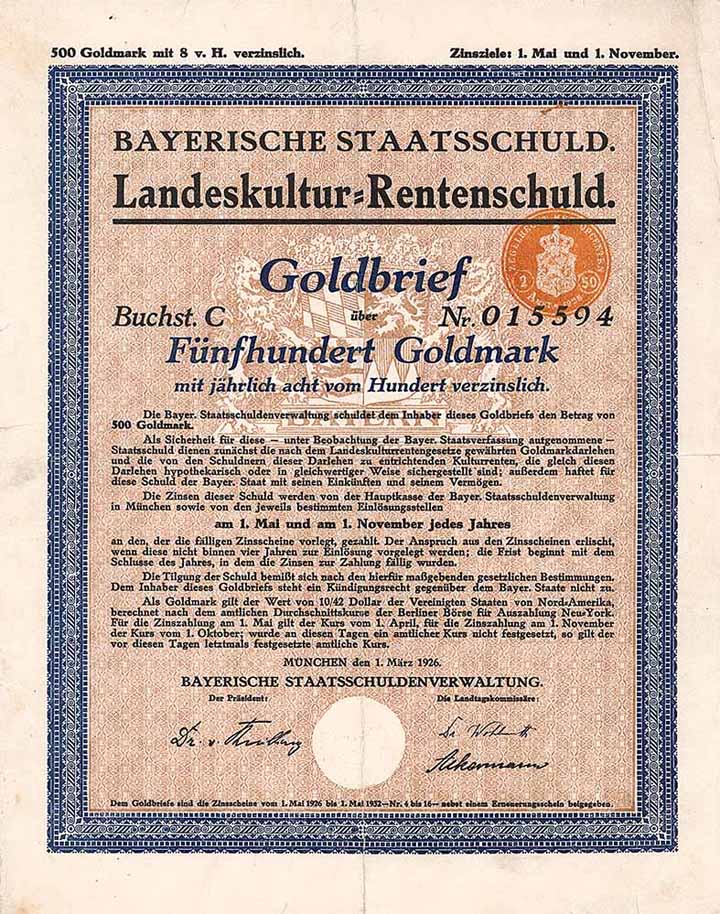 500 Goldmark mit 8 v. H. verzinslich. Zinsziele: 1. Mai und 1. November.
BAYERISCHE STAATSSCHULD.
Landeskultur=Rentenschuld.
Goldbrief
Buchst. C über Nr. 015594
2 50
Fünfhundert Goldmark
mit jährlich acht vom Hundert verzinslich.
Die Bayer. Staatsschuldenverwaltung schuldet dem Inhaber dieses Goldbriefs den Betrag von
500 Goldmark.
Als Sicherheit für diese – unter Beobachtung der Bayer. Staatsverfassung aufgenommene –
Staatsschuld dienen zunächst die nach dem Landeskulturrentengesetze gewährten Goldmarkdarlehen
und die von den Schuldnern dieser Darlehen zu entrichtenden Kulturrenten, die gleich diesen
Darlehen hypothekarisch oder in gleichwertiger Weise sichergestellt sind; außerdem haftet für
diese Schuld der Bayer. Staat mit seinen Einkünften und seinem Vermögen.
Die Zinsen dieser Schuld werden von der Hauptkasse der Bayer. Staatsschuldenverwaltung
in München sowie von den jeweils bestimmten Einlösungsstellen
am 1. Mai und am 1. November jedes Jahres
an den, der die fälligen Zinsscheine vorlegt, gezahlt. Der Anspruch aus den Zinsscheinen erlischt,
wenn diese nicht binnen vier Jahren zur Einlösung vorgelegt werden; die Frist beginnt mit dem
Schlusse des Jahres, in dem die Zinsen zur Zahlung fällig wurden.
Die Tilgung der Schuld bemißt sich nach den hierfür maßgebenden gesetzlichen Bestimmungen.
Dem Inhaber dieses Goldbriefs steht ein Kündigungsrecht gegenüber dem Bayer. Staate nicht zu.
Als Goldmark gilt der Wert von 10/42 Dollar der Vereinigten Staaten von Nord=Amerika,
berechnet nach dem amtlichen Durchschnittskurse der Berliner Börse für Auszahlung Neu=York.
Für die Zinszahlung am 1. Mai gilt der Kurs vom 1. April, für die Zinszahlung am 1. November
der Kurs vom 1. Oktober; wurde an diesen Tagen ein amtlicher Kurs nicht festgesetzt, so gilt der
vor diesen Tagen letztmals festgesetzte amtliche Kurs.
MÜNCHEN den 1. März 1926.
BAYERISCHE STAATSSCHULDENVERWALTUNG.
Der Präsident: Die Landtagskommissäre:
Ackermann
Dem Goldbriefe sind die Zinsscheine vom 1. Mai 1926 bis 1. Mai 1932—Nr. 4 bis 16— nebst einem Erneuerungsschein beigegeben.